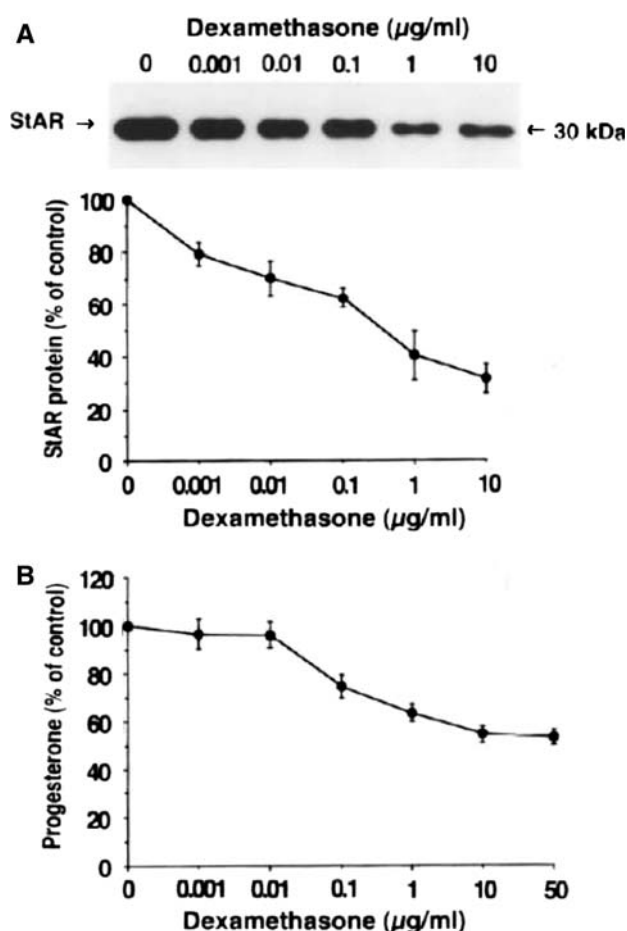 A
Dexamethasone (µg/ml)
0 0.001 0.01 0.1 1 10
StAR → ← 30 kDa
100
80
60
40
20
0
StAR protein (% of control)
0 0.001 0.01 0.1 1 10
Dexamethasone (µg/ml)
B
120
100
80
60
40
20
0
Progesterone (% of control)
0 0.001 0.01 0.1 1 10 50
Dexamethasone (µg/ml)